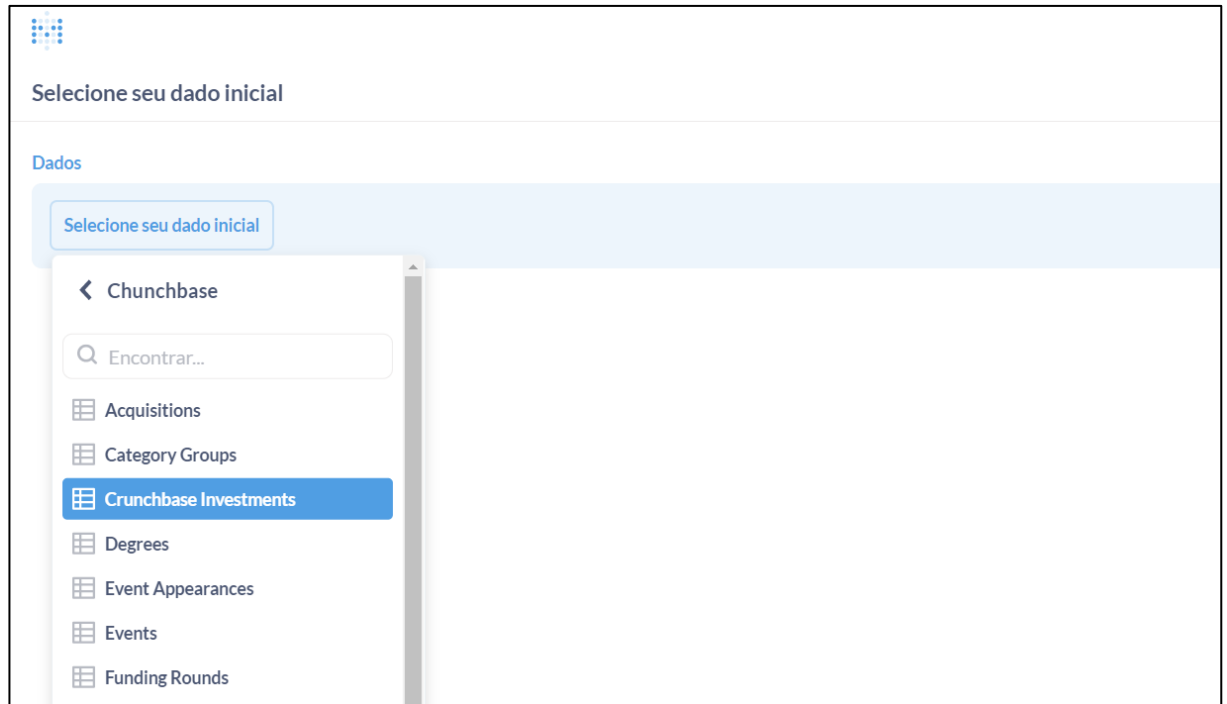 Selecione seu dado inicial
Dados
Selecione seu dado inicial
Chunchbase
Encontrar...
Acquisitions
Category Groups
Crunchbase Investments
Degrees
Event Appearances
Events
Funding Rounds